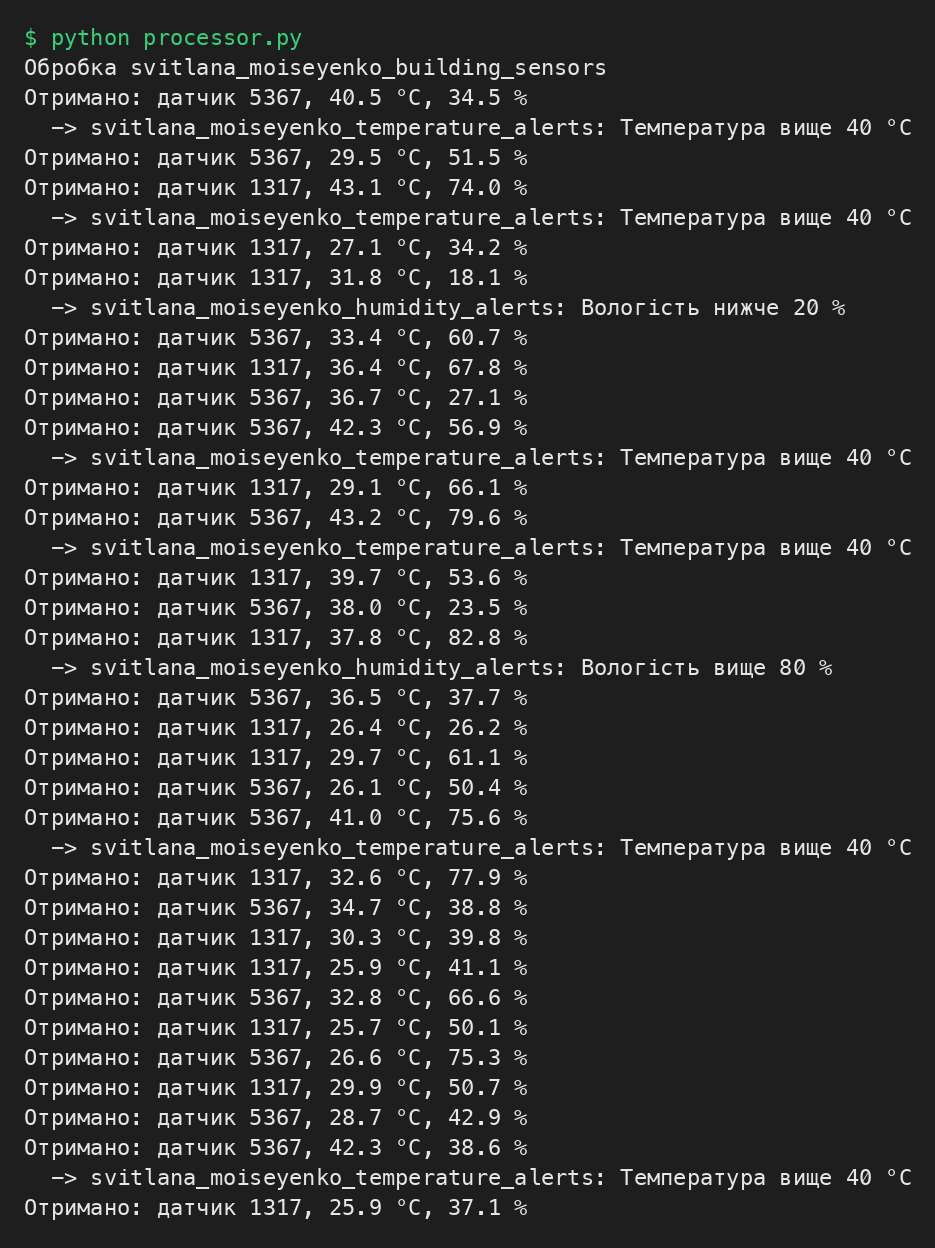 $ python processor.py
Обробка svitlana_moiseyenko_building_sensors
Отримано: датчик 5367, 40.5 °C, 34.5 %
−> svitlana_moiseyenko_temperature_alerts: Температура вище 40 °C
Отримано: датчик 5367, 29.5 °C, 51.5 %
Отримано: датчик 1317, 43.1 °C, 74.0 %
−> svitlana_moiseyenko_temperature_alerts: Температура вище 40 °C
Отримано: датчик 1317, 27.1 °C, 34.2 %
Отримано: датчик 1317, 31.8 °C, 18.1 %
−> svitlana_moiseyenko_humidity_alerts: Вологість нижче 20 %
Отримано: датчик 5367, 33.4 °C, 60.7 %
Отримано: датчик 1317, 36.4 °C, 67.8 %
Отримано: датчик 5367, 36.7 °C, 27.1 %
Отримано: датчик 5367, 42.3 °C, 56.9 %
−> svitlana_moiseyenko_temperature_alerts: Температура вище 40 °C
Отримано: датчик 1317, 29.1 °C, 66.1 %
Отримано: датчик 5367, 43.2 °C, 79.6 %
−> svitlana_moiseyenko_temperature_alerts: Температура вище 40 °C
Отримано: датчик 1317, 39.7 °C, 53.6 %
Отримано: датчик 5367, 38.0 °C, 23.5 %
Отримано: датчик 1317, 37.8 °C, 82.8 %
−> svitlana_moiseyenko_humidity_alerts: Вологість вище 80 %
Отримано: датчик 5367, 36.5 °C, 37.7 %
Отримано: датчик 1317, 26.4 °C, 26.2 %
Отримано: датчик 1317, 29.7 °C, 61.1 %
Отримано: датчик 5367, 26.1 °C, 50.4 %
Отримано: датчик 5367, 41.0 °C, 75.6 %
−> svitlana_moiseyenko_temperature_alerts: Температура вище 40 °C
Отримано: датчик 1317, 32.6 °C, 77.9 %
Отримано: датчик 5367, 34.7 °C, 38.8 %
Отримано: датчик 1317, 30.3 °C, 39.8 %
Отримано: датчик 1317, 25.9 °C, 41.1 %
Отримано: датчик 5367, 32.8 °C, 66.6 %
Отримано: датчик 1317, 25.7 °C, 50.1 %
Отримано: датчик 5367, 26.6 °C, 75.3 %
Отримано: датчик 1317, 29.9 °C, 50.7 %
Отримано: датчик 5367, 28.7 °C, 42.9 %
Отримано: датчик 5367, 42.3 °C, 38.6 %
−> svitlana_moiseyenko_temperature_alerts: Температура вище 40 °C
Отримано: датчик 1317, 25.9 °C, 37.1 %